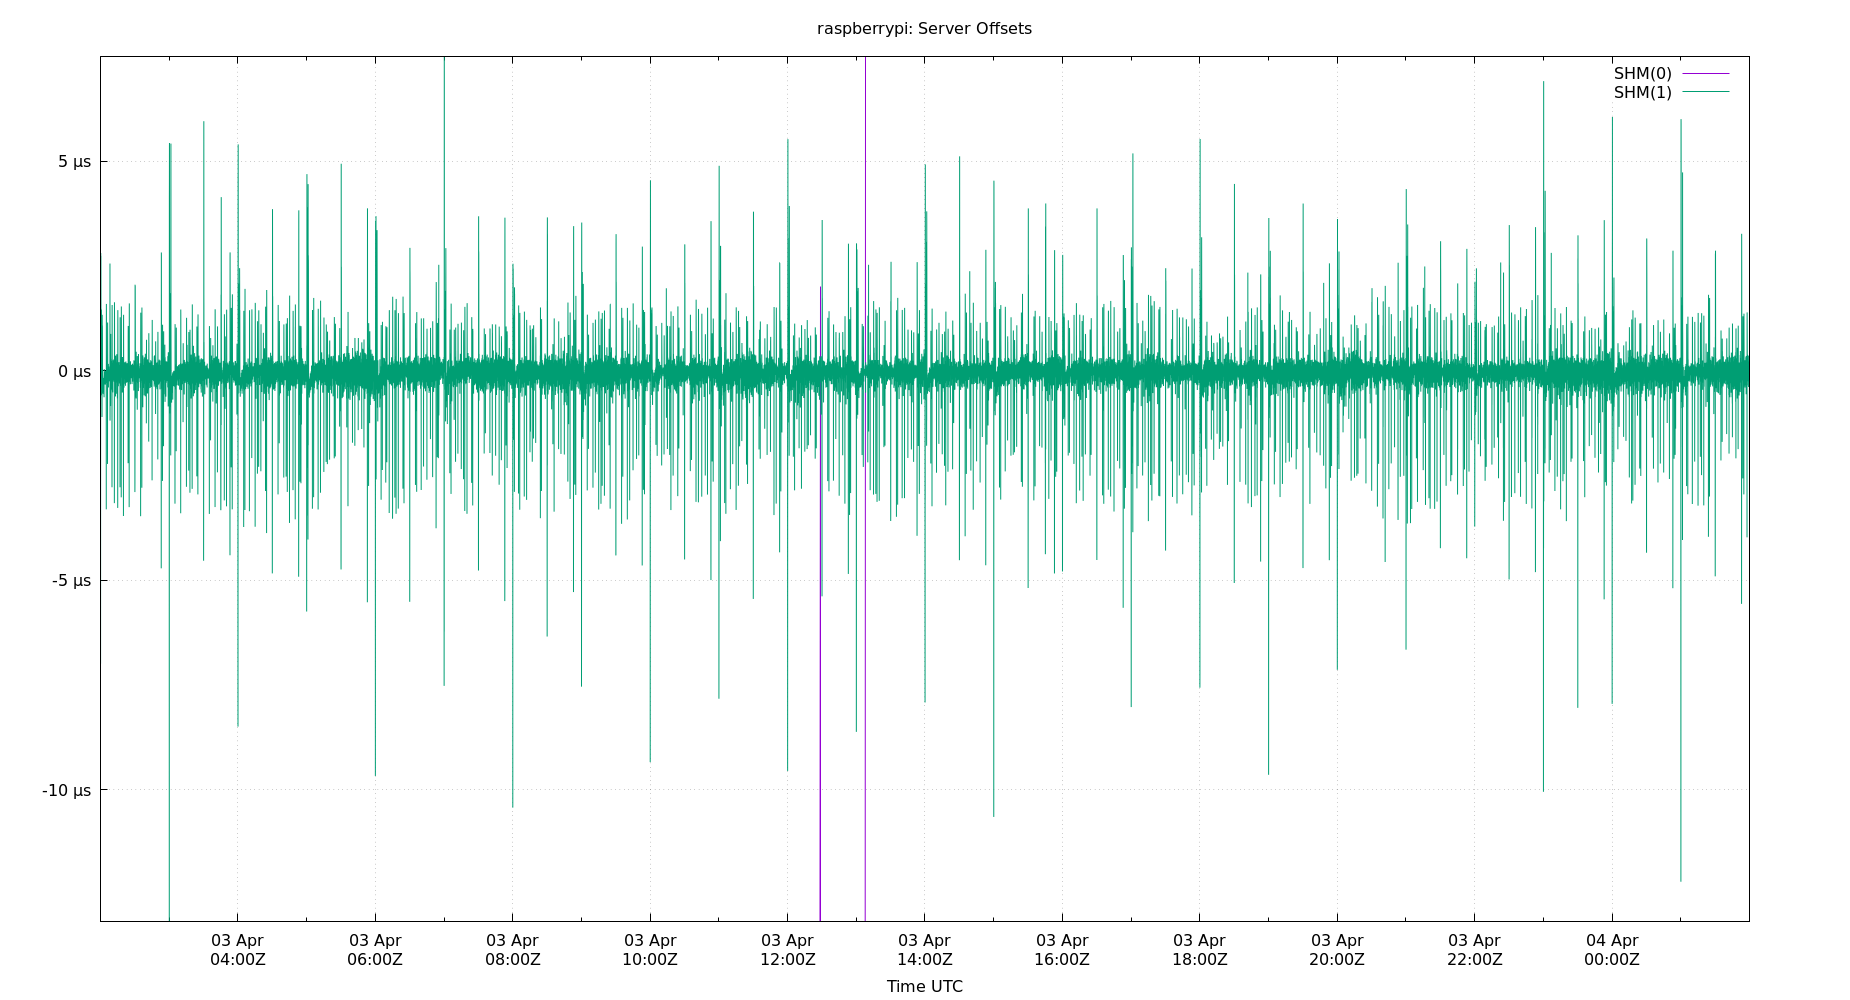 raspberrypi: Server Offsets
SHM(0)
SHM(1)
5 µs
0 µs
-5 µs
-10 µs
03 Apr 03 Apr 03 Apr 03 Apr 03 Apr 03 Apr 03 Apr 03 Apr 03 Apr 03 Apr 04 Apr
04:00Z 06:00Z 08:00Z 10:00Z 12:00Z 14:00Z 16:00Z 18:00Z 20:00Z 22:00Z 00:00Z
Time UTC